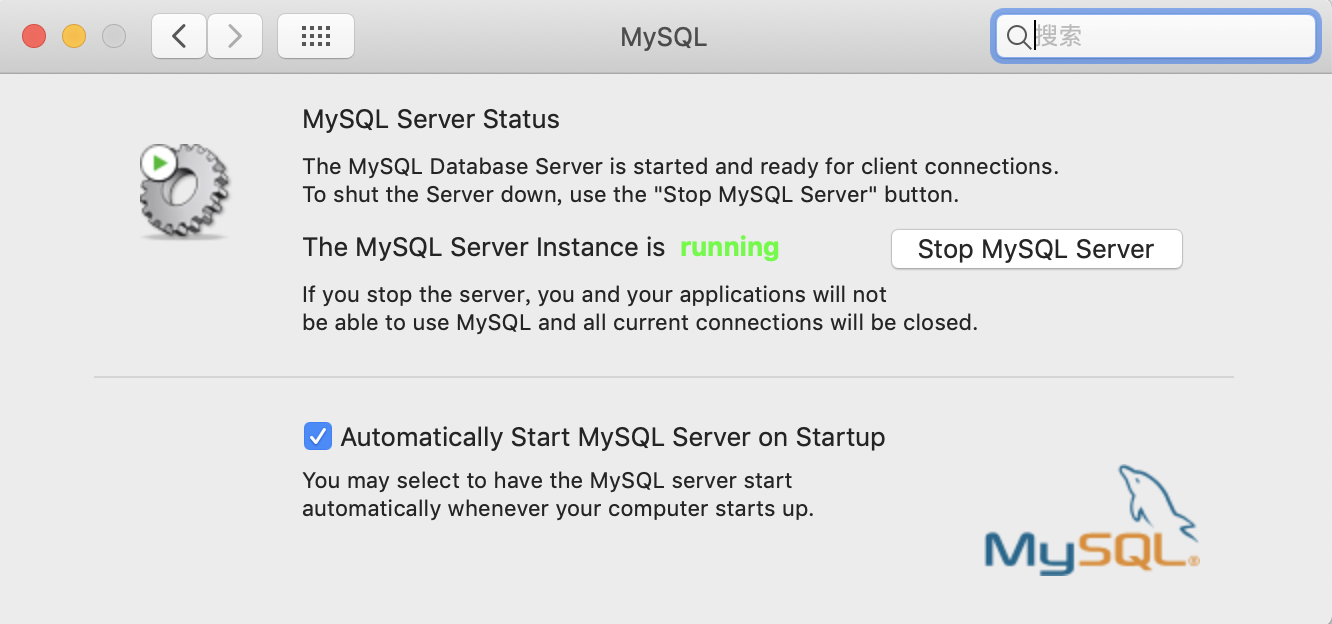 MySQL
搜索
MySQL Server Status
The MySQL Database Server is started and ready for client connections.
To shut the Server down, use the "Stop MySQL Server" button.
The MySQL Server Instance is running
Stop MySQL Server
If you stop the server, you and your applications will not
be able to use MySQL and all current connections will be closed.
Automatically Start MySQL Server on Startup
You may select to have the MySQL server start
automatically whenever your computer starts up.
MySQL®